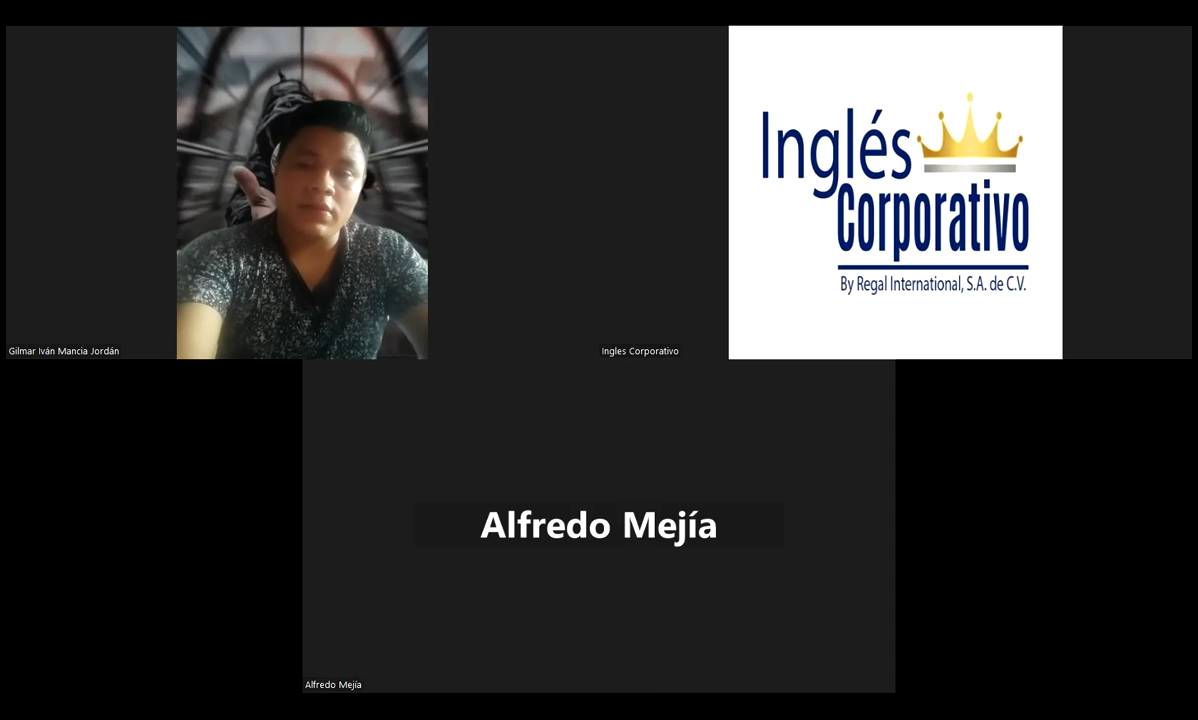 Inglés
Corporativo
By Regal International, S.A. de C.V.
Gilmar Iván Mancia Jordán
Ingles Corporativo
Alfredo Mejía
Alfredo Mejía